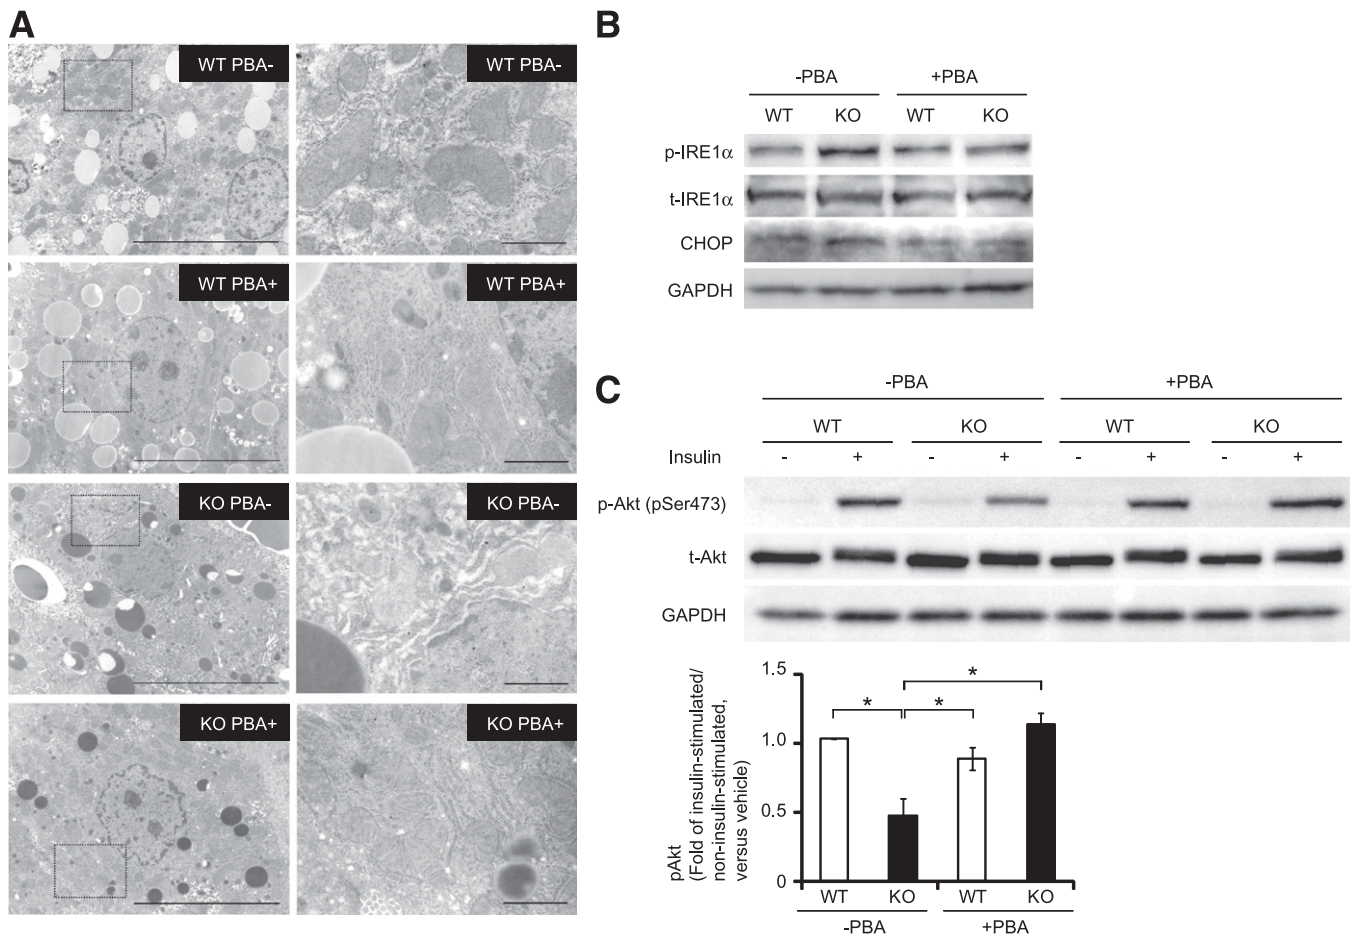 A
WT PBA-
WT PBA-
WT PBA+
WT PBA+
KO PBA-
KO PBA-
KO PBA+
KO PBA+
B
-PBA +PBA
WT KO WT KO
p-IRE1α
t-IRE1α
CHOP
GAPDH
C
-PBA +PBA
WT KO WT KO
Insulin - + - + - + - +
p-Akt (pSer473)
t-Akt
GAPDH
pAkt
(Fold of insulin-stimulated/
non-insulin-stimulated,
versus vehicle)
1.5
1.0
0.5
0
* * *
WT KO WT KO
-PBA +PBA